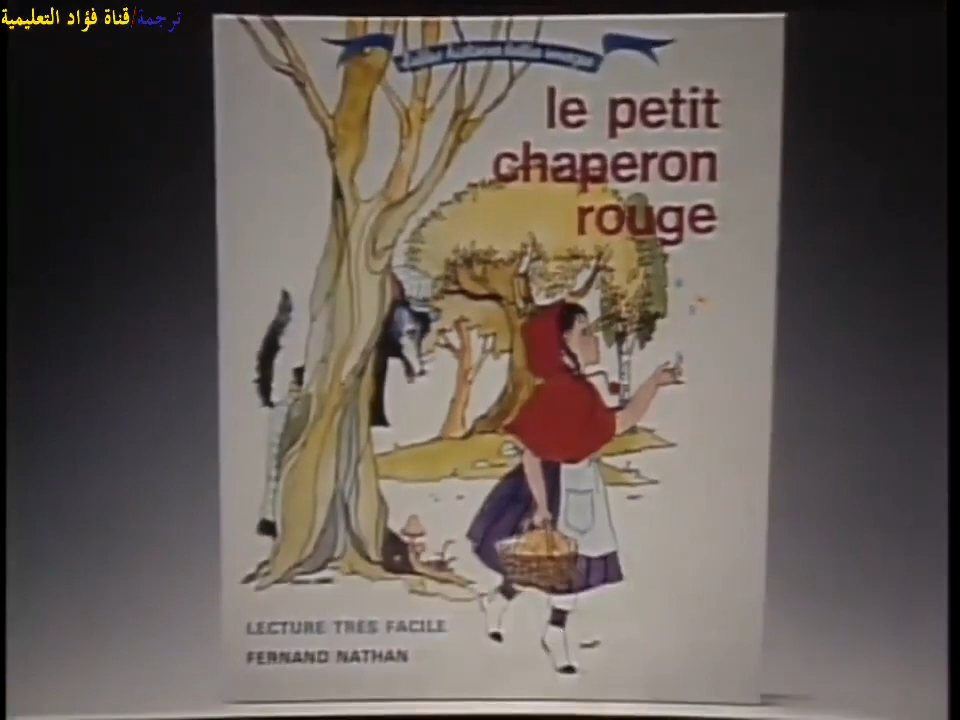 ترجمة/قناة فؤاد التعليمية
le petit
chaperon
rouge
LECTURE TRES FACILE
FERNAND NATHAN